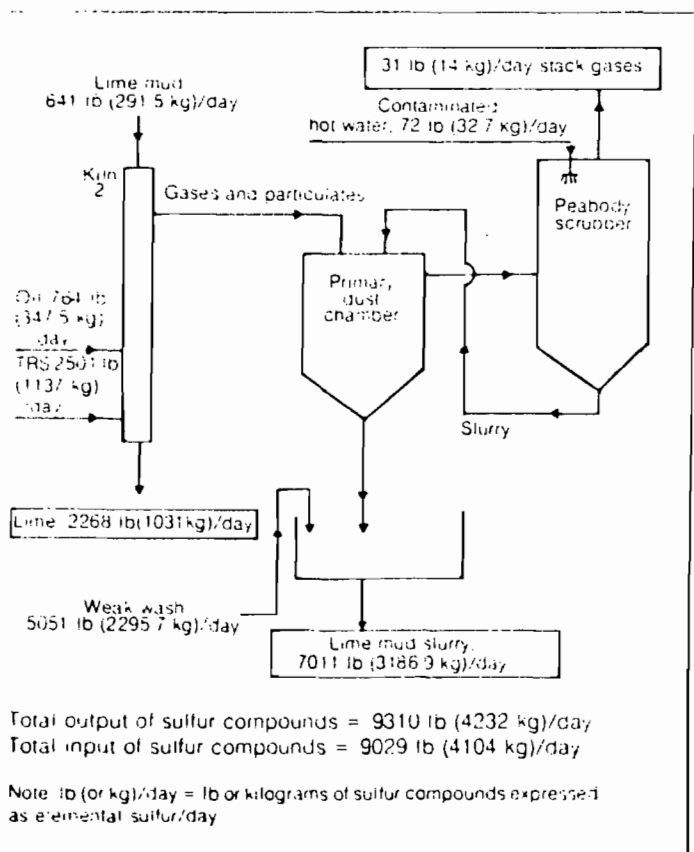 31 lb (14 kg)/day stack gases
Lime mud
641 lb (291.5 kg)/day
Contaminated
hot water, 72 lb (32.7 kg)/day
Kiln
2
Gases and particulates
Peabody
scrubber
Primary
dust
chamber
Oil 764 lb
(347.5 kg)
day
TRS 2501 lb
(1137 kg)
day
Slurry
Lime 2268 lb(1031kg)/day
Weak wash
5051 lb (2295.7 kg)/day
Lime mud slurry,
7011 lb (3186.9 kg)/day
Total output of sulfur compounds = 9310 lb (4232 kg)/day
Total input of sulfur compounds = 9029 lb (4104 kg)/day
Note lb (or kg)/day = lb or kilograms of sulfur compounds expressed
as elemental sulfur/day